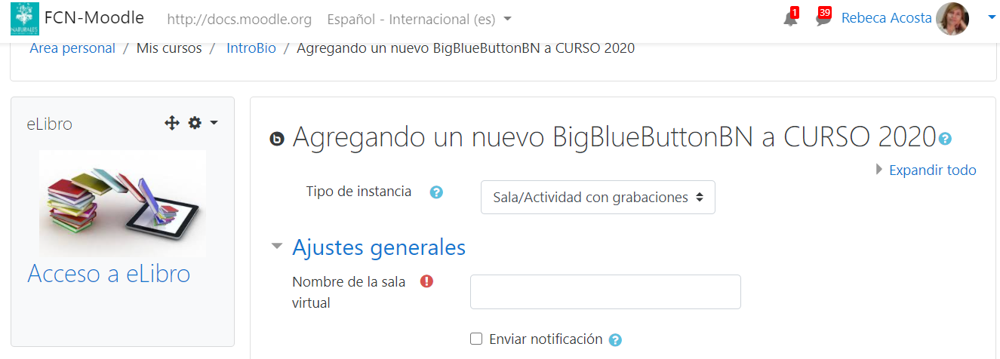 NATURALES
FCN-Moodle
http://docs.moodle.org
Español - Internacional (es)
1
39
Rebeca Acosta
Área personal / Mis cursos / IntroBio / Agregando un nuevo BigBlueButtonBN a CURSO 2020
eLibro
Acceso a eLibro
b Agregando un nuevo BigBlueButtonBN a CURSO 2020 ?
Expandir todo
Tipo de instancia ?
Sala/Actividad con grabaciones
Ajustes generales
Nombre de la sala
virtual
!
Enviar notificación ?